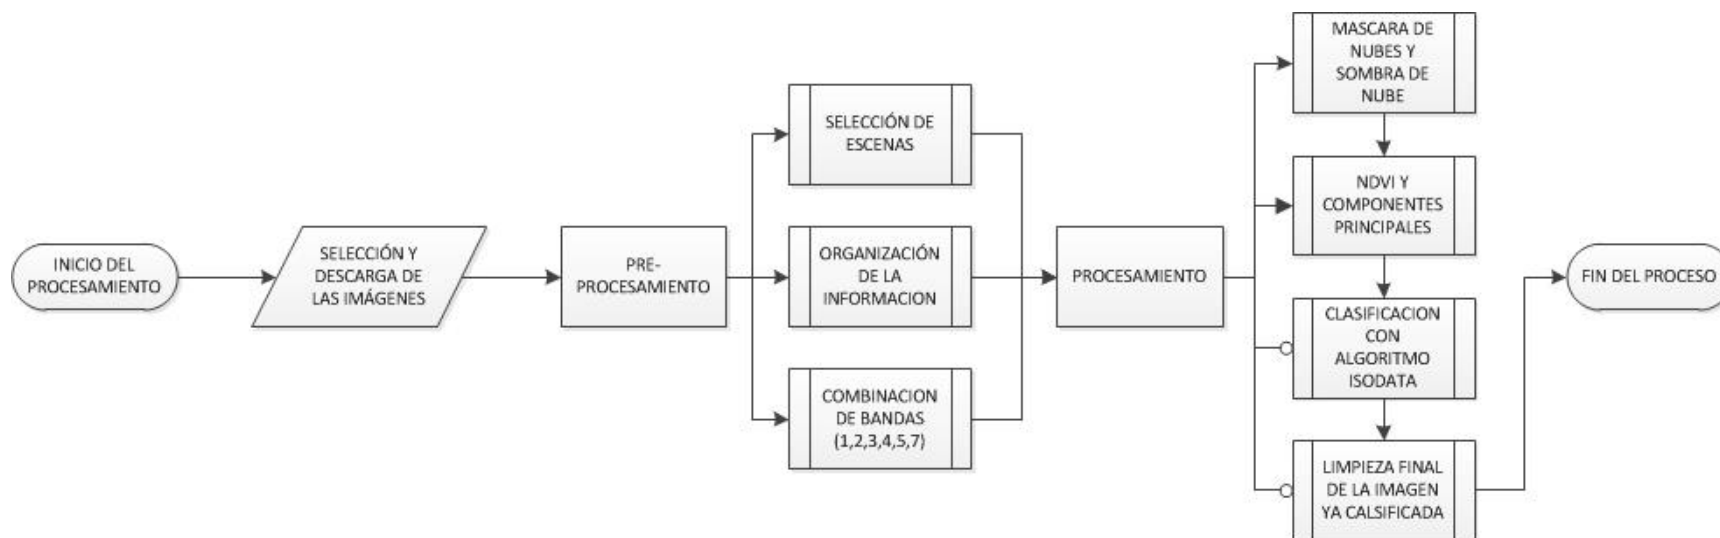 INICIO DEL
PROCESAMIENTO
SELECCIÓN Y
DESCARGA DE
LAS IMÁGENES
PRE-
PROCESAMIENTO
SELECCIÓN DE
ESCENAS
ORGANIZACIÓN
DE LA
INFORMACION
COMBINACION
DE BANDAS
(1,2,3,4,5,7)
PROCESAMIENTO
MASCARA DE
NUBES Y
SOMBRA DE
NUBE
NDVI Y
COMPONENTES
PRINCIPALES
CLASIFICACION
CON
ALGORITMO
ISODATA
LIMPIEZA FINAL
DE LA IMAGEN
YA CALSIFICADA
FIN DEL PROCESO